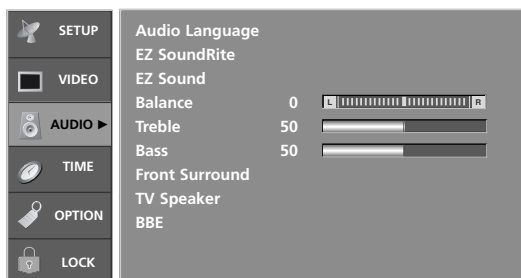 SETUP
VIDEO
AUDIO ►
TIME
OPTION
LOCK
Audio Language
EZ SoundRite
EZ Sound
Balance 0 L R
Treble 50
Bass 50
Front Surround
TV Speaker
BBE